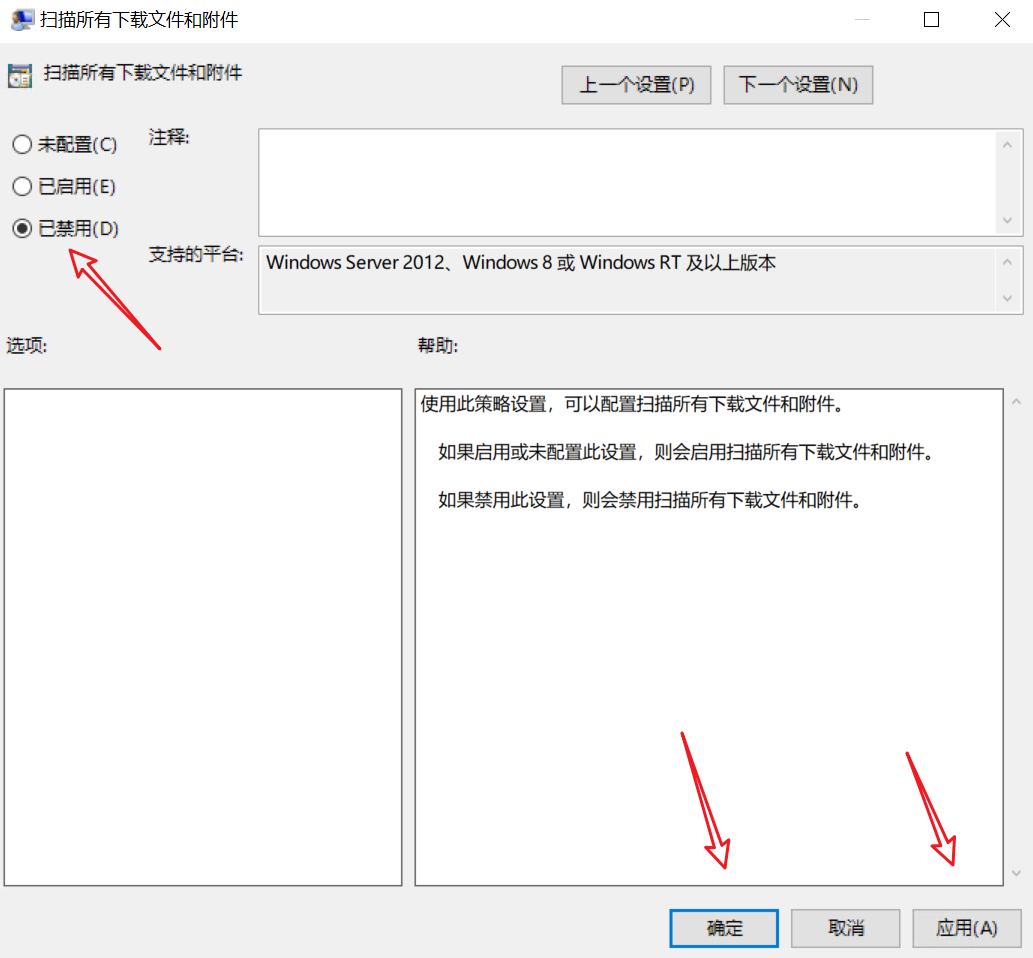 扫描所有下载文件和附件
扫描所有下载文件和附件
上一个设置(P)
下一个设置(N)
未配置(C)
注释:
已启用(E)
已禁用(D)
支持的平台:
Windows Server 2012、Windows 8 或 Windows RT 及以上版本
选项:
帮助:
使用此策略设置，可以配置扫描所有下载文件和附件。
如果启用或未配置此设置，则会启用扫描所有下载文件和附件。
如果禁用此设置，则会禁用扫描所有下载文件和附件。
确定
取消
应用(A)